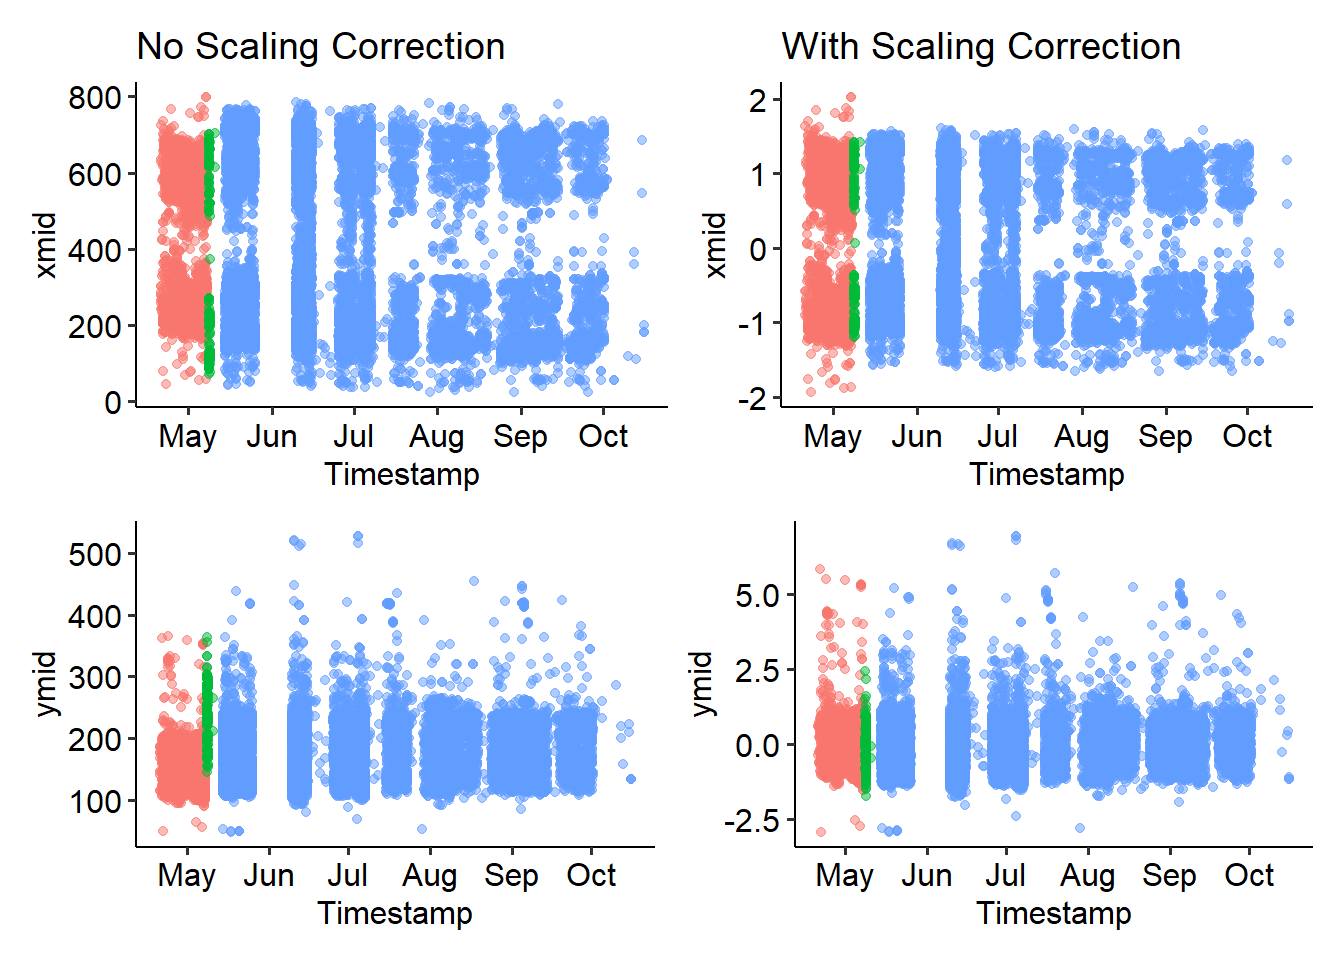 No Scaling Correction
With Scaling Correction
xmid
800
600
400
200
0
May Jun Jul Aug Sep Oct
Timestamp
xmid
2
1
0
-1
-2
May Jun Jul Aug Sep Oct
Timestamp
ymid
500
400
300
200
100
May Jun Jul Aug Sep Oct
Timestamp
ymid
5.0
2.5
0.0
-2.5
May Jun Jul Aug Sep Oct
Timestamp